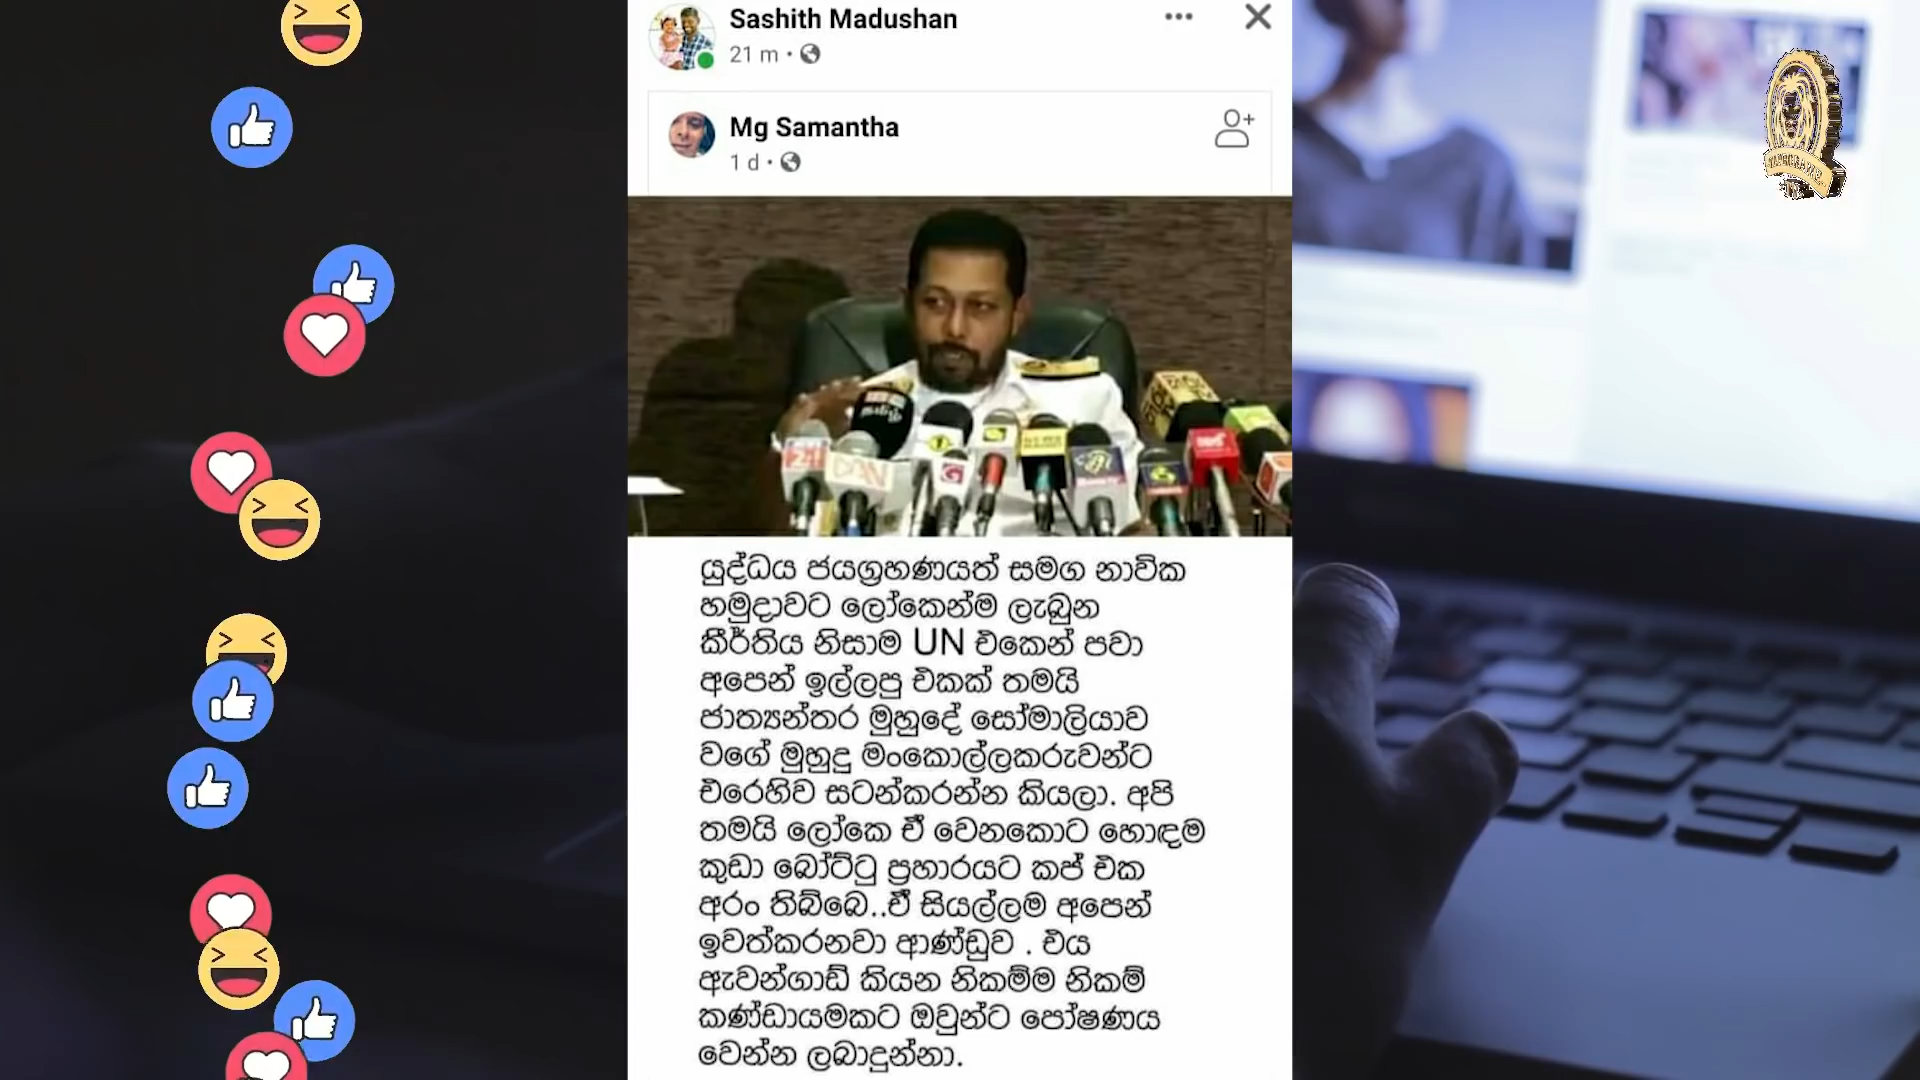 Sashith Madushan
21 m
Mg Samantha
1 d
යුද්ධය ජයග්‍රහණයත් සමග නාවික
හමුදාවට ලෝකෙන්ම ලැබුන
කීර්තිය නිසාම UN එකෙන් පවා
අපෙන් ඉල්ලපු එකක් තමයි
ජාත්‍යන්තර මුහුදේ සෝමාලියාව
වගේ මුහුදු මංකොල්ලකරුවන්ට
එරෙහිව සටන්කරන්න කියලා. අපි
තමයි ලෝකෙ ඒ වෙනකොට හොඳම
කුඩා බෝට්ටු ප්‍රහාරයට කප් එක
අරං තිබ්බෙ..ඒ සියල්ලම අපෙන්
ඉවත්කරනවා ආණ්ඩුව . එය
ඇවන්ගාඩ් කියන නිකම්ම නිකම්
කණ්ඩායමකට ඔවුන්ට පෝෂණය
වෙන්න ලබාදුන්නා.